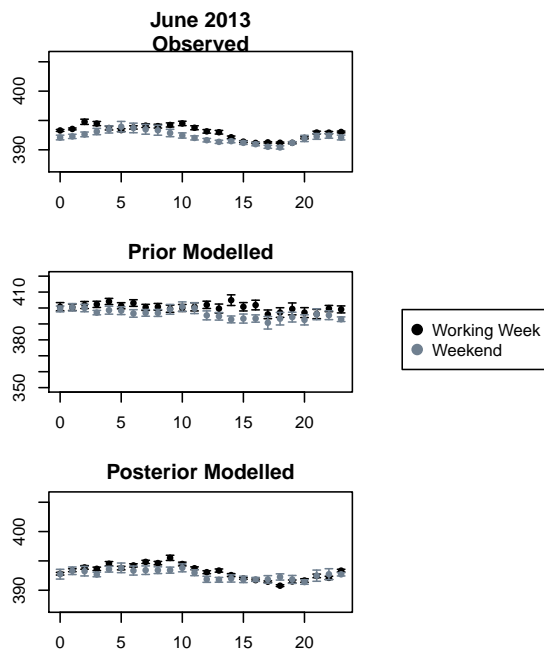 June 2013
Observed
400
390
0 5 10 15 20
Prior Modelled
410
380
350
0 5 10 15 20
Working Week
Weekend
Posterior Modelled
400
390
0 5 10 15 20